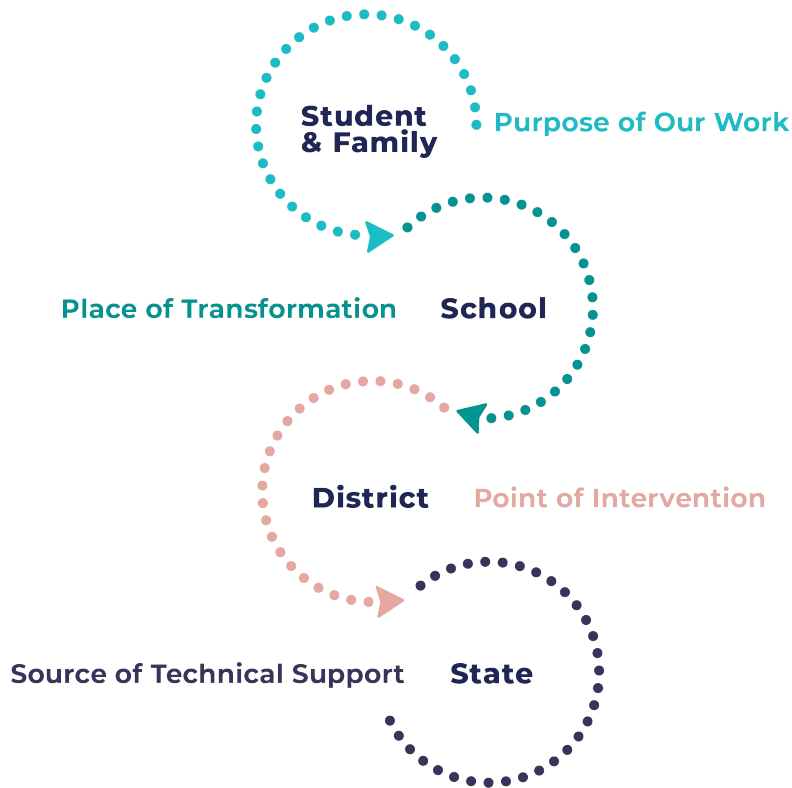 Student
& Family
Purpose of Our Work
Place of Transformation
School
District
Point of Intervention
Source of Technical Support
State